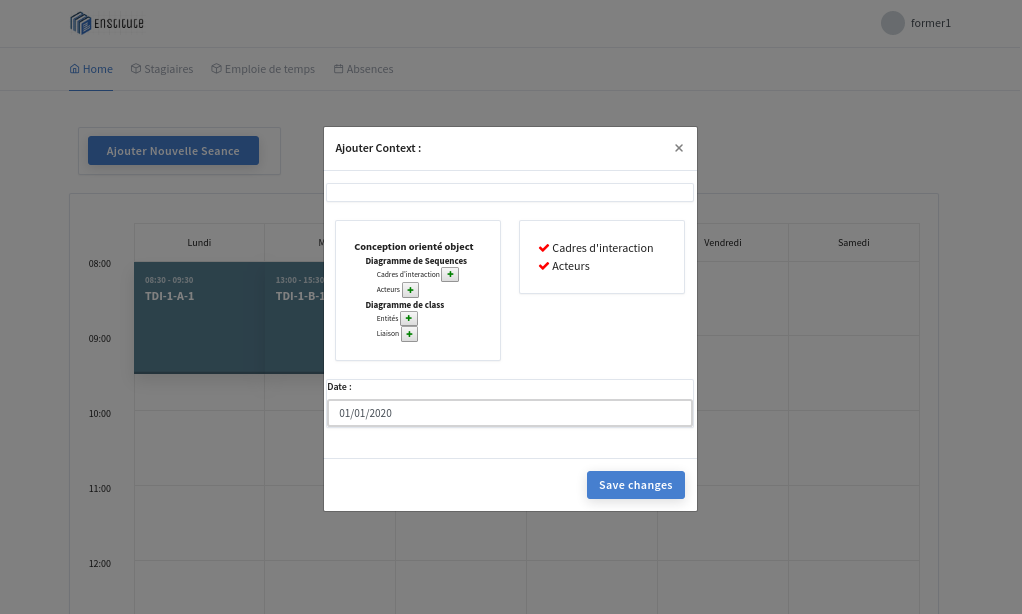 ENSTITUTE
former1
Home Stagiaires Emploie de temps Absences
Ajouter Nouvelle Seance
Ajouter Context : ×
Lundi M Vendredi Samedi
08:00
08:30 - 09:30
TDI-1-A-1
13:00 - 15:30
TDI-1-B-1
09:00
10:00
11:00
12:00
Conception orienté object
Diagramme de Sequences
Cadres d'interaction +
Acteurs +
Diagramme de class
Entités +
Liaison +
Cadres d'interaction
Acteurs
Date :
01/01/2020
Save changes